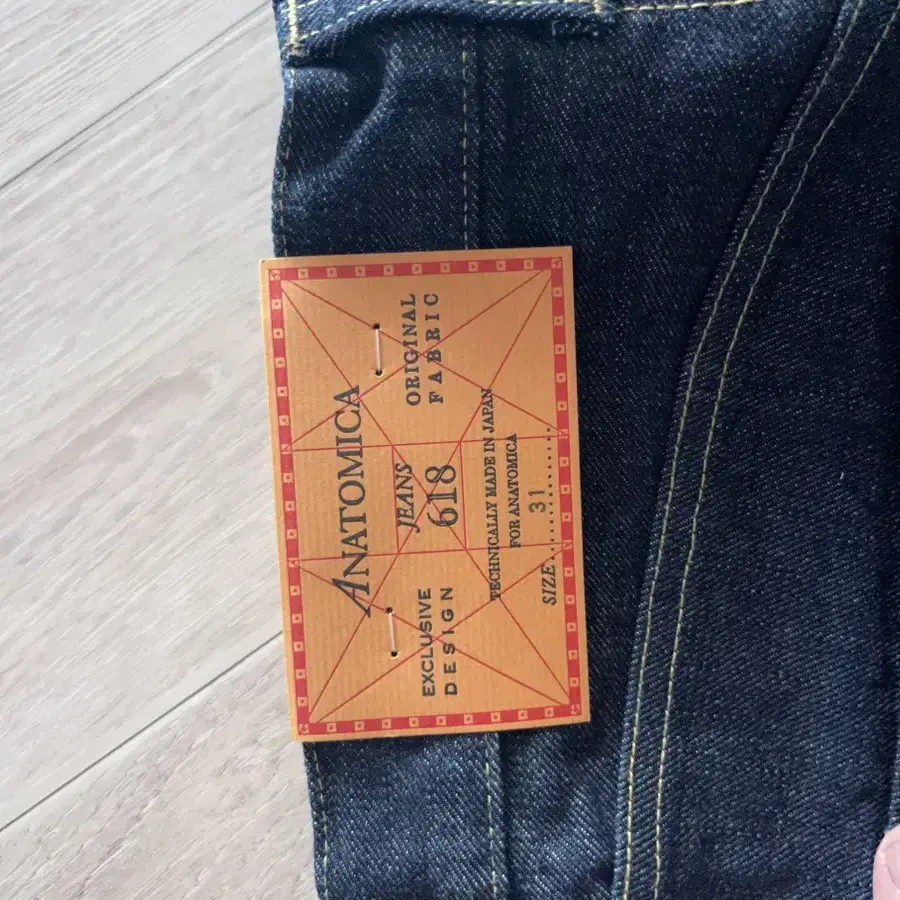 ANATOMICA
EXCLUSIVE
DESIGN
JEANS
618
ORIGINAL
FABRIC
TECHNICALLY MADE IN JAPAN
FOR ANATOMICA
SIZE............31............